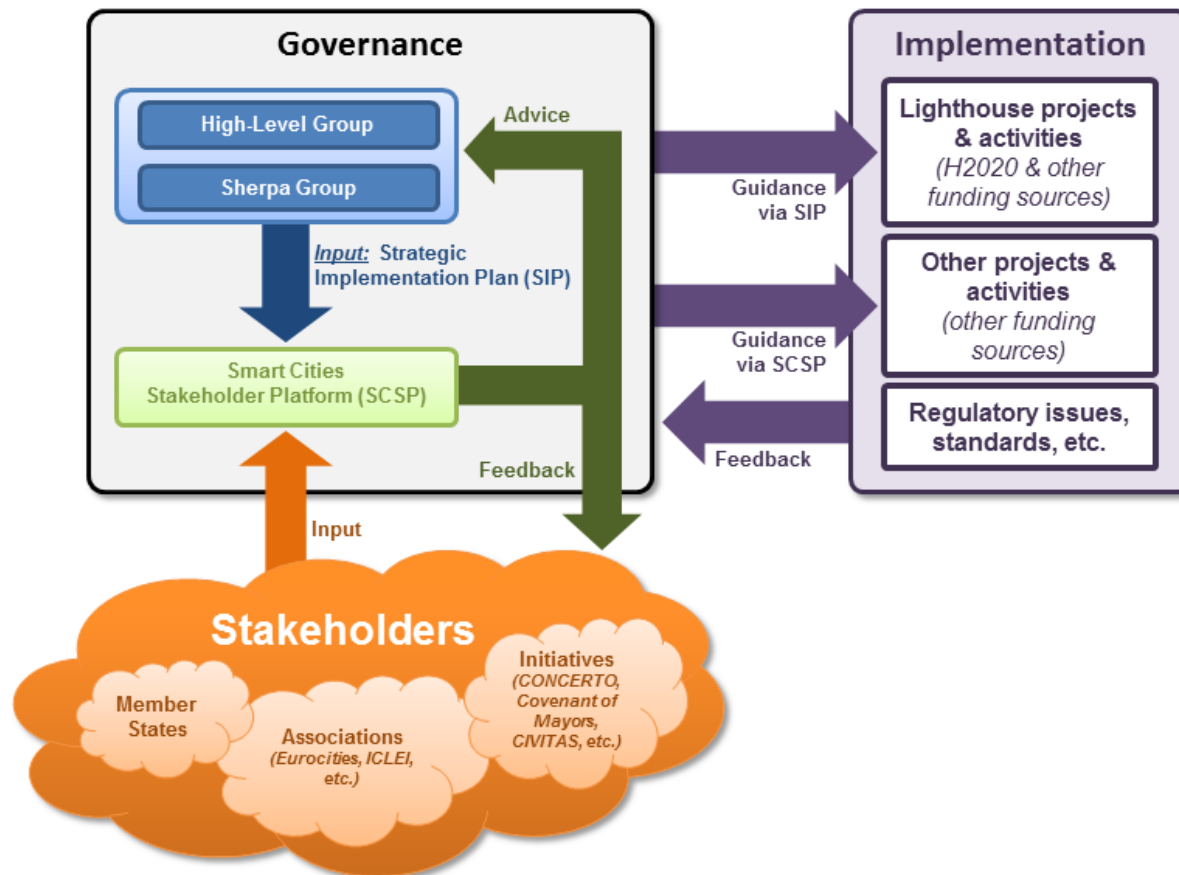 Governance
High-Level Group
Sherpa Group
Advice
Input: Strategic
Implementation Plan (SIP)
Smart Cities
Stakeholder Platform (SCSP)
Feedback
Input
Guidance
via SIP
Guidance
via SCSP
Feedback
Implementation
Lighthouse projects
& activities
(H2020 & other
funding sources)
Other projects &
activities
(other funding
sources)
Regulatory issues,
standards, etc.
Stakeholders
Member
States
Associations
(Eurocities, ICLEI,
etc.)
Initiatives
(CONCERTO,
Covenant of
Mayors,
CIVITAS, etc.)